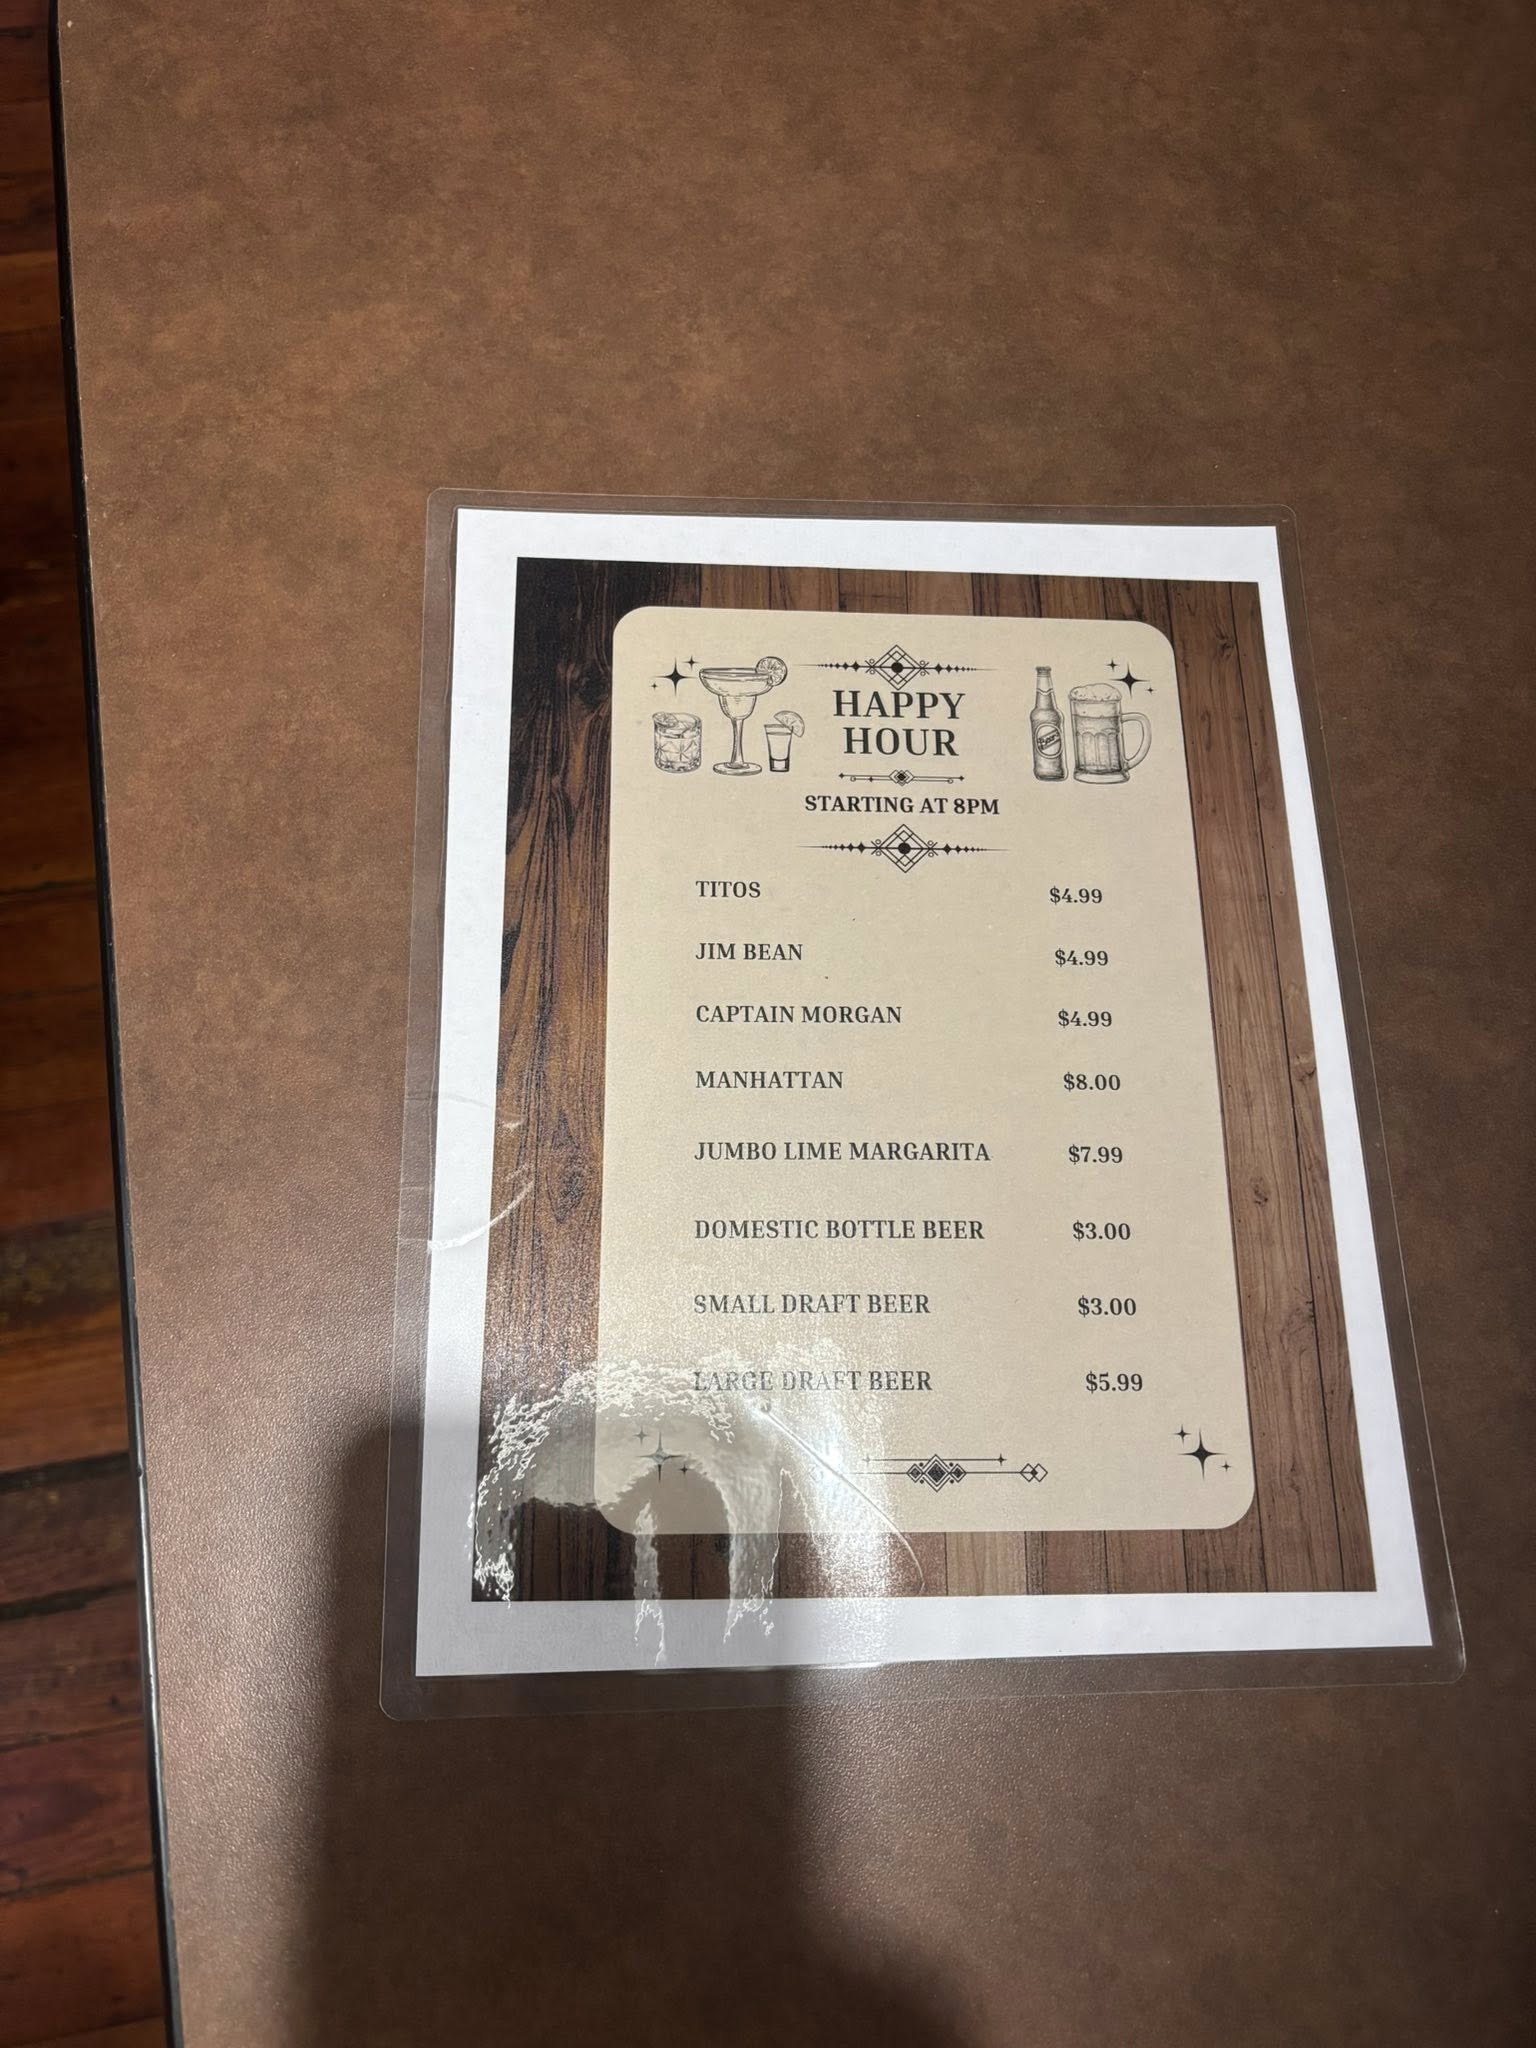 HAPPY
HOUR
STARTING AT 8PM
TITOS $4.99
JIM BEAN $4.99
CAPTAIN MORGAN $4.99
MANHATTAN $8.00
JUMBO LIME MARGARITA $7.99
DOMESTIC BOTTLE BEER $3.00
SMALL DRAFT BEER $3.00
LARGE DRAFT BEER $5.99